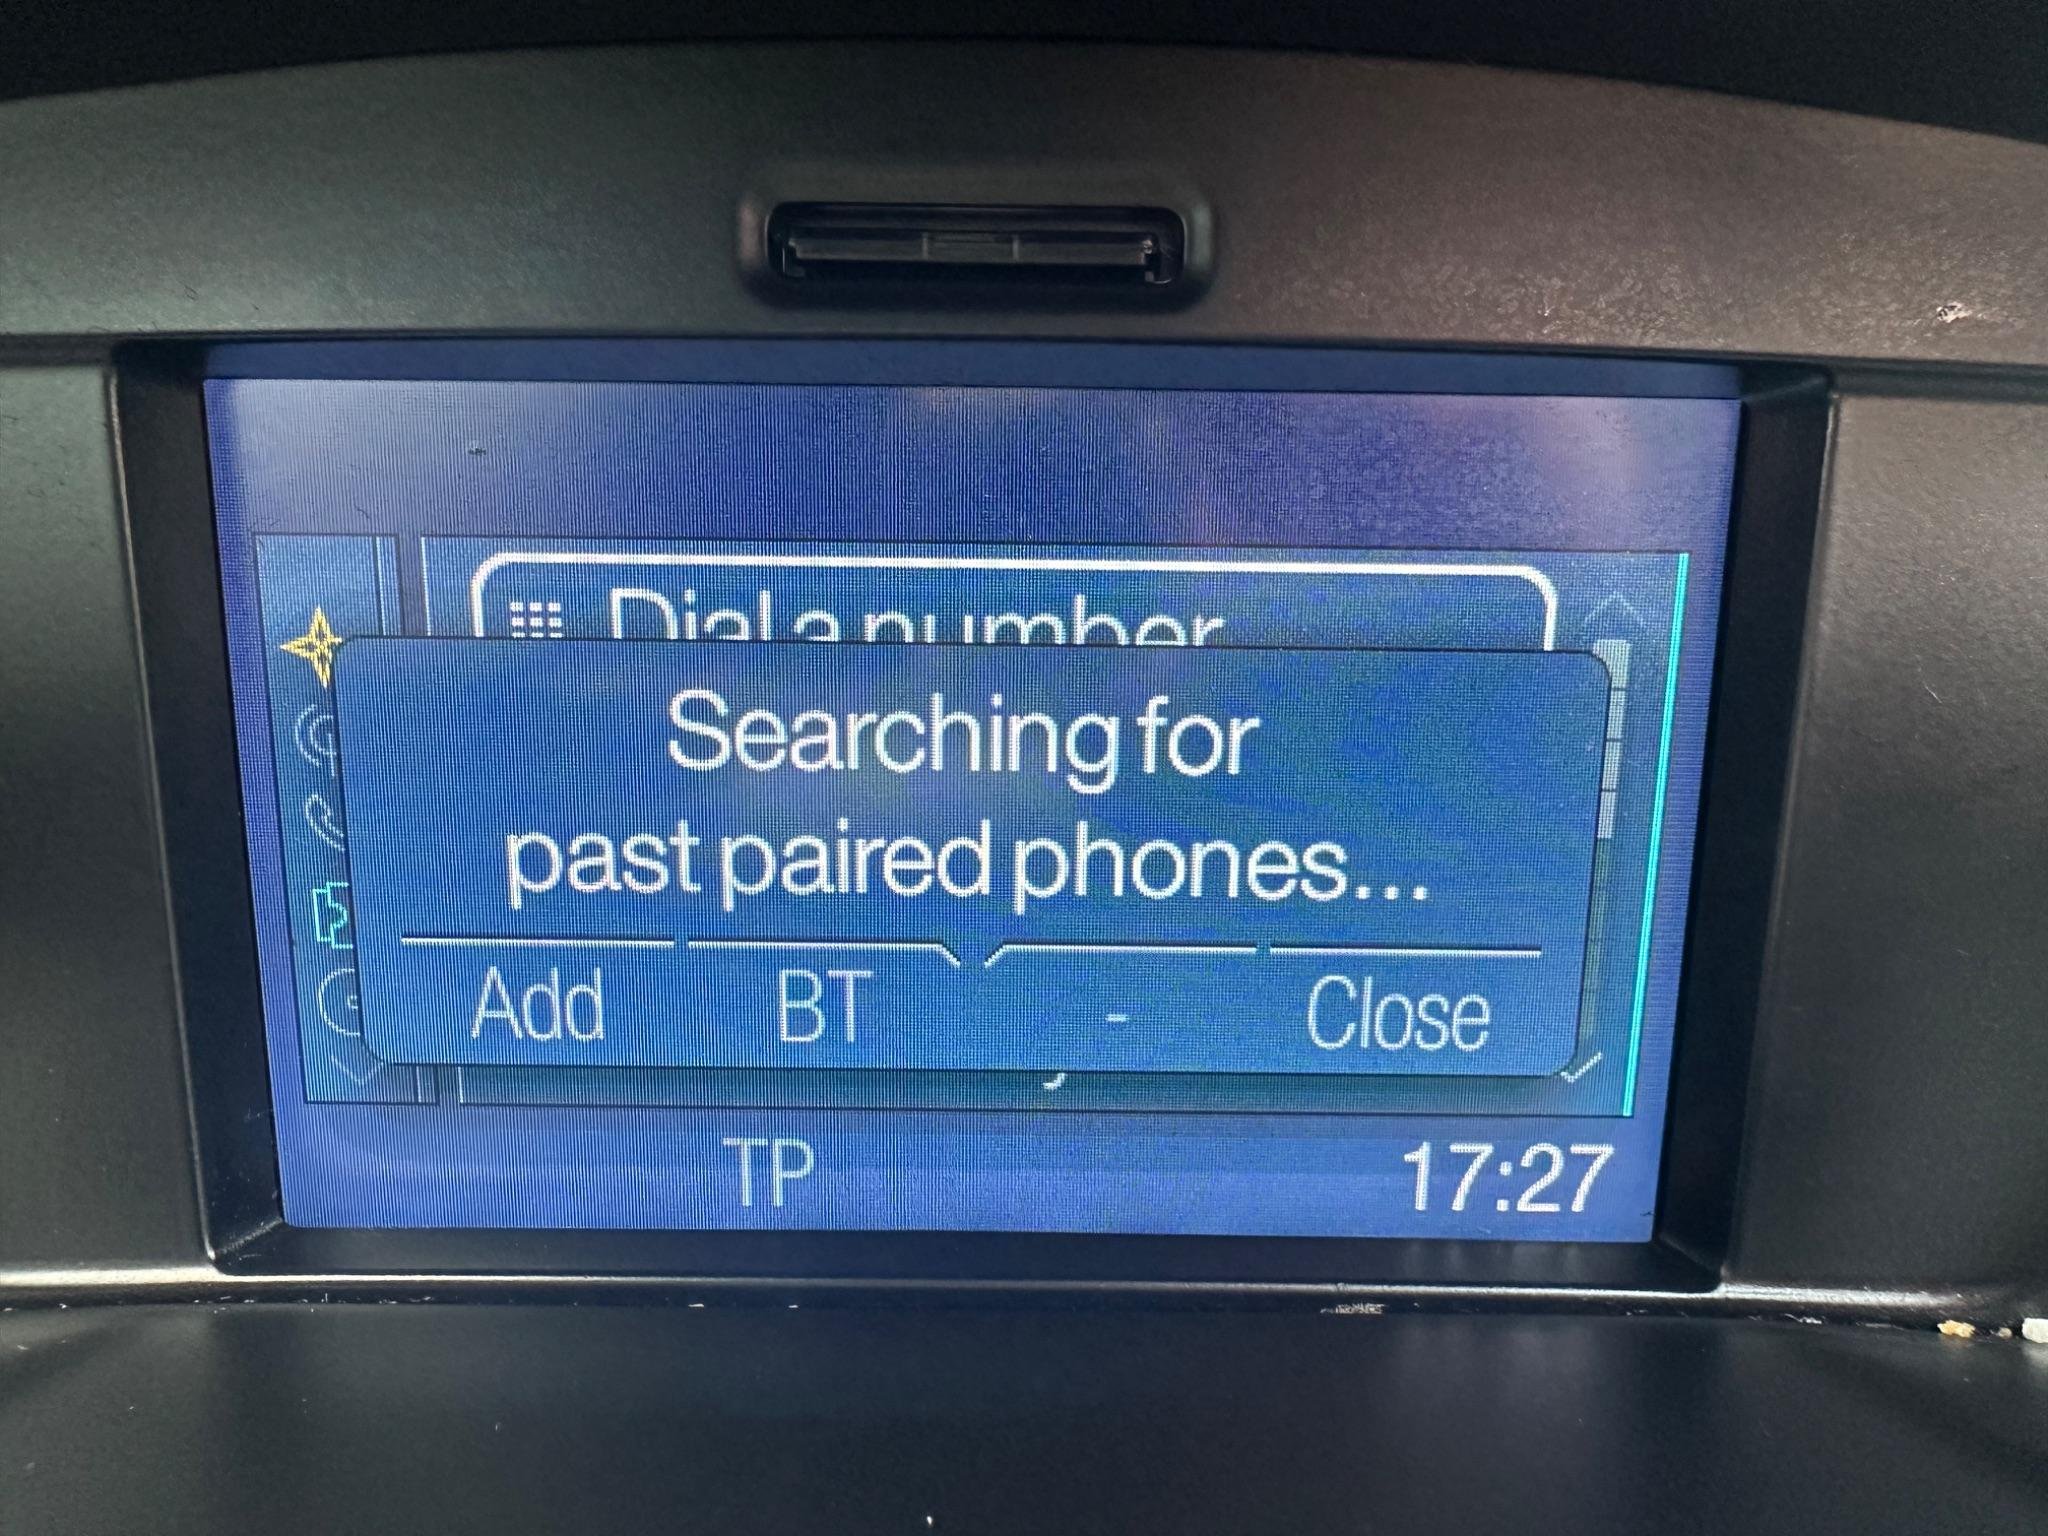 Dial a number
Searching for
past paired phones...
Add BT - Close
TP 17:27